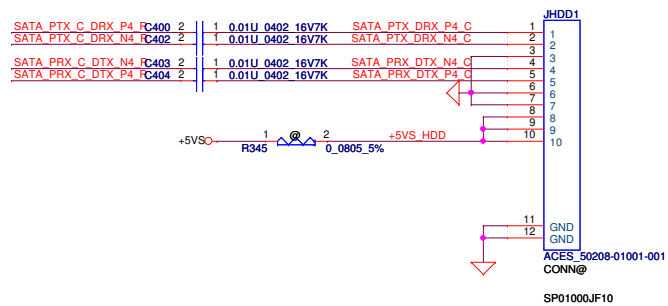 JHDD1
SATA_PTX_C_DRX_P4_R C400 2 1 0.01U_0402_16V7K SATA_PTX_DRX_P4_C 1 1
SATA_PTX_C_DRX_N4_R C402 2 1 0.01U_0402_16V7K SATA_PTX_DRX_N4_C 2 2
3 3
SATA_PRX_C_DTX_N4_R C403 2 1 0.01U_0402_16V7K SATA_PRX_DTX_N4_C 4 4
SATA_PRX_C_DTX_P4_R C404 2 1 0.01U_0402_16V7K SATA_PRX_DTX_P4_C 5 5
6 6
7 7
8 8
9 9
+5VS 1 @ 2 +5VS_HDD 10 10
R345 0_0805_5%
11 GND
12 GND
ACES_50208-01001-001
CONN@
SP01000JF10